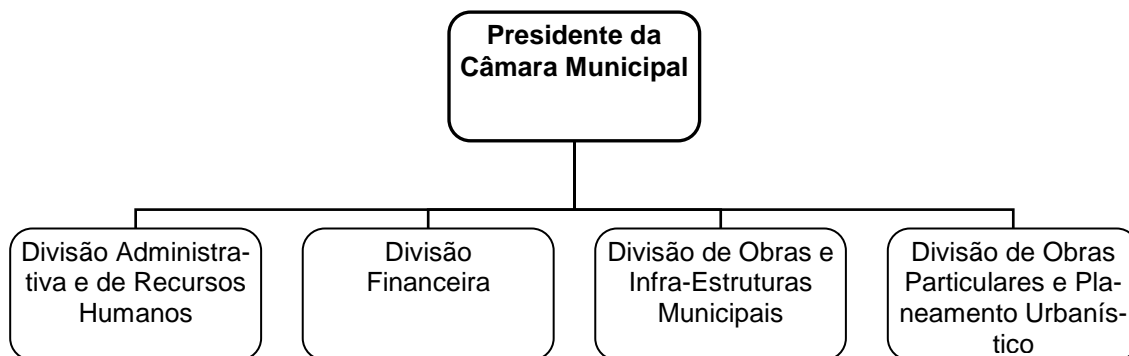 Presidente da
Câmara Municipal
Divisão Administra-
tiva e de Recursos
Humanos
Divisão
Financeira
Divisão de Obras e
Infra-Estruturas
Municipais
Divisão de Obras
Particulares e Pla-
neamento Urbanís-
tico